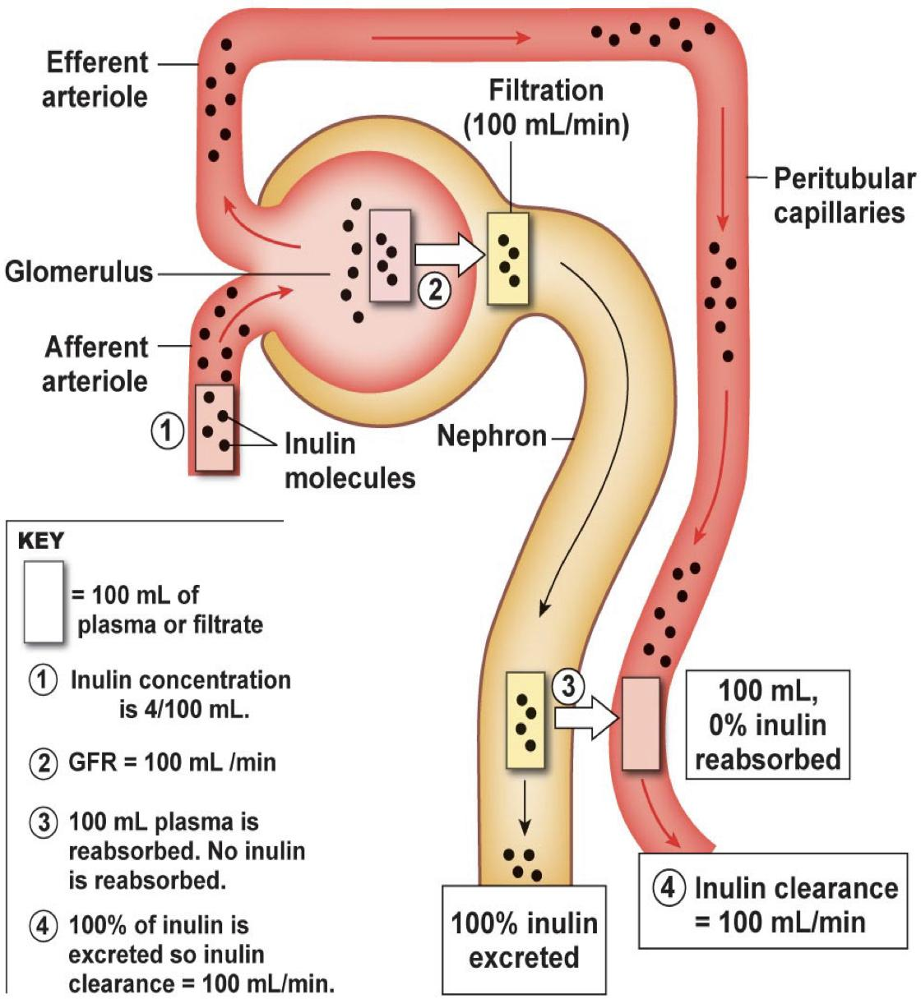 Efferent
arteriole
Filtration
(100 mL/min)
Peritubular
capillaries
Glomerulus
2
Afferent
arteriole
1
Inulin
molecules
Nephron
KEY
= 100 mL of
plasma or filtrate
1 Inulin concentration
is 4/100 mL.
2 GFR = 100 mL /min
3 100 mL plasma is
reabsorbed. No inulin
is reabsorbed.
4 100% of inulin is
excreted so inulin
clearance = 100 mL/min.
3
100 mL,
0% inulin
reabsorbed
100% inulin
excreted
4 Inulin clearance
= 100 mL/min